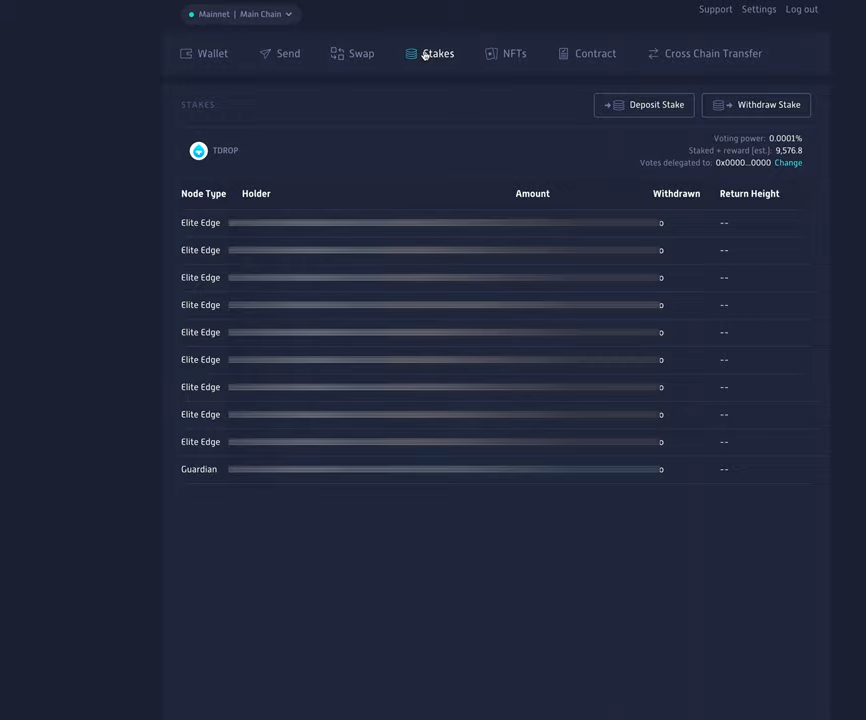 Mainnet | Main Chain
Support Settings Log out
Wallet Send Swap Stakes NFTs Contract Cross Chain Transfer
STAKES
Deposit Stake Withdraw Stake
TDROP
Voting power: 0.0001%
Staked + reward [est.]: 9,576.8
Votes delegated to: 0x0000...0000 Change
Node Type Holder Amount Withdrawn Return Height
Elite Edge --
Elite Edge --
Elite Edge --
Elite Edge --
Elite Edge --
Elite Edge --
Elite Edge --
Elite Edge --
Elite Edge --
Guardian --